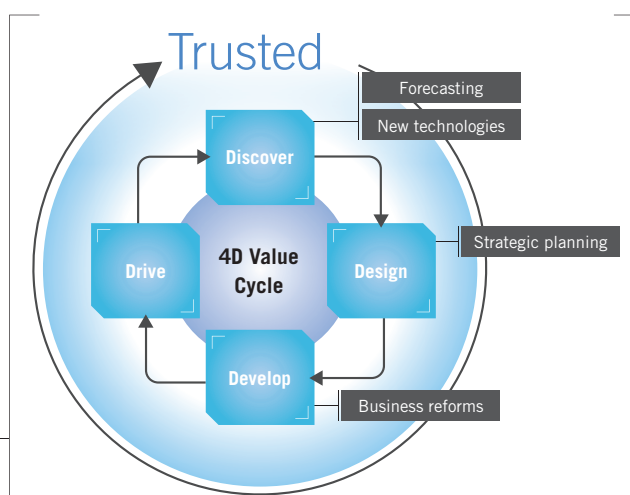 Trusted
Forecasting
New technologies
Discover
Strategic planning
Drive
4D Value
Cycle
Design
Develop
Business reforms